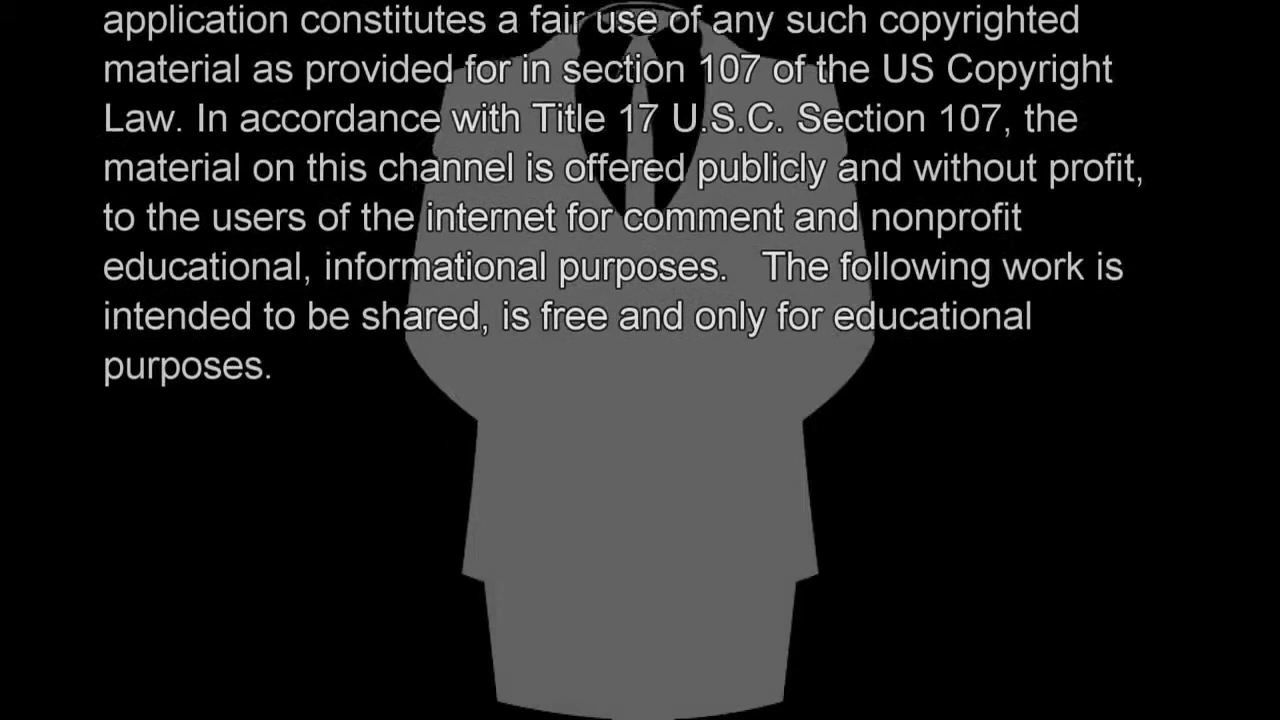 application constitutes a fair use of any such copyrighted
material as provided for in section 107 of the US Copyright
Law. In accordance with Title 17 U.S.C. Section 107, the
material on this channel is offered publicly and without profit,
to the users of the internet for comment and nonprofit
educational, informational purposes.   The following work is
intended to be shared, is free and only for educational
purposes.